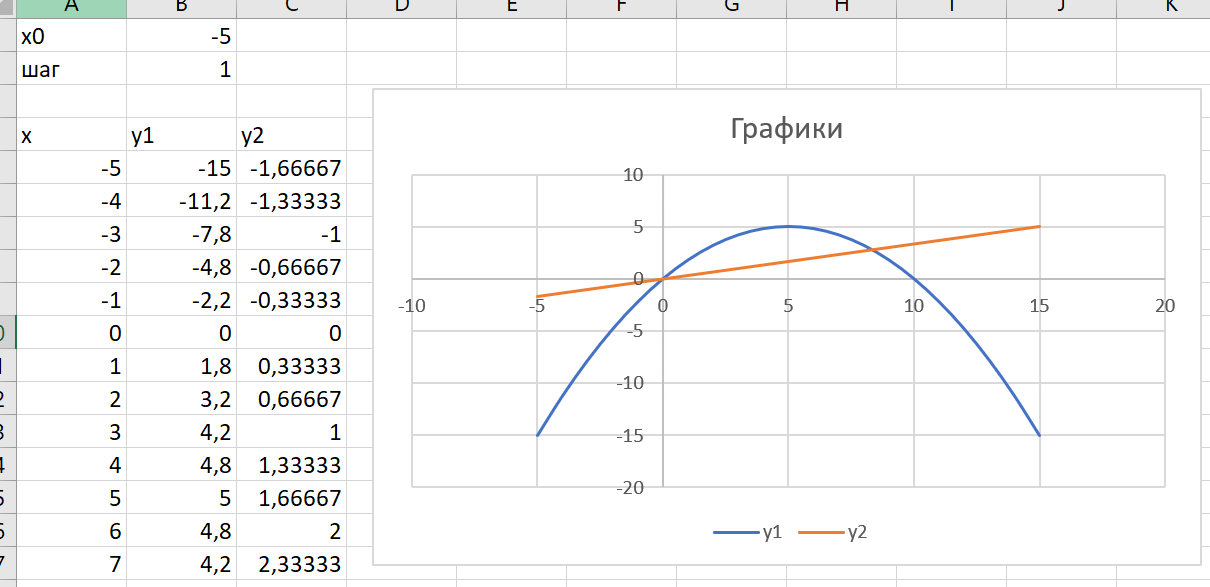 A B C D E F G H I J K
x0 -5
шаг 1
x y1 y2
-5 -15 -1,66667
-4 -11,2 -1,33333
-3 -7,8 -1
-2 -4,8 -0,66667
-1 -2,2 -0,33333
0 0 0
1 1,8 0,33333
2 3,2 0,66667
3 4,2 1
4 4,8 1,33333
5 5 1,66667
6 4,8 2
7 4,2 2,33333
Графики
10
5
0
-10 -5 0 5 10 15 20
-5
-10
-15
-20
y1 y2